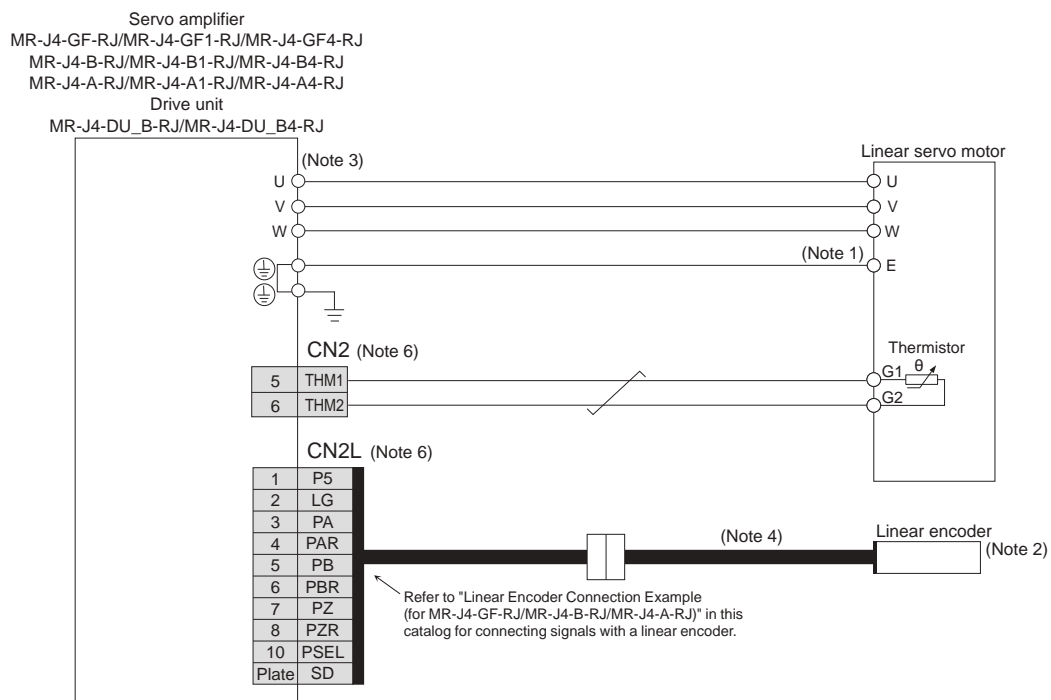 Servo amplifier
MR-J4-GF-RJ/MR-J4-GF1-RJ/MR-J4-GF4-RJ
MR-J4-B-RJ/MR-J4-B1-RJ/MR-J4-B4-RJ
MR-J4-A-RJ/MR-J4-A1-RJ/MR-J4-A4-RJ
Drive unit
MR-J4-DU_B-RJ/MR-J4-DU_B4-RJ
Linear servo motor
(Note 3)
U U
V V
W W
(Note 1)
E
CN2 (Note 6)
Thermistor
θ
5 THM1 G1
6 THM2 G2
CN2L (Note 6)
1 P5
2 LG
3 PA
4 PAR
5 PB
6 PBR
7 PZ
8 PZR
10 PSEL
Plate SD
(Note 4)
Linear encoder
(Note 2)
Refer to "Linear Encoder Connection Example
(for MR-J4-GF-RJ/MR-J4-B-RJ/MR-J4-A-RJ)" in this
catalog for connecting signals with a linear encoder.